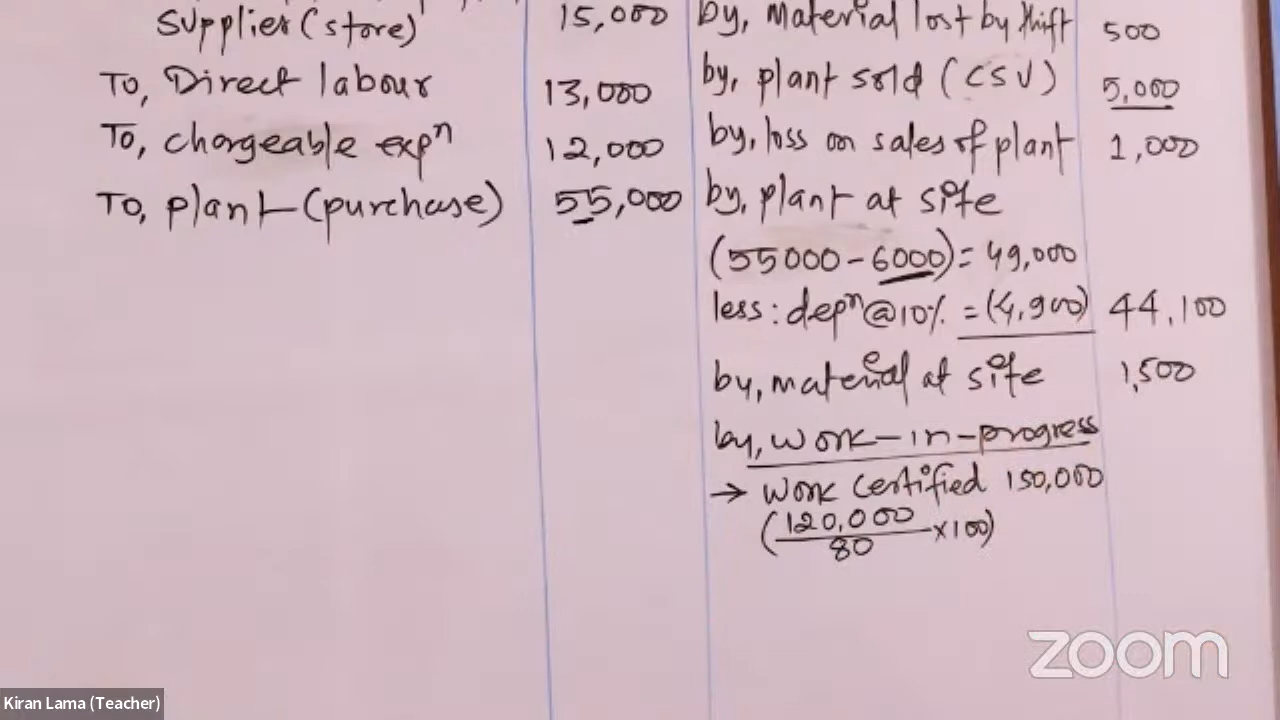 Supplier (store) 15,000
To, Direct labour 13,000
To, chargeable expⁿ 12,000
To, plant (purchase) 55,000
by, Material lost by thift 500
by, plant sold (CSV) 5,000
by, loss on sales of plant 1,000
by, plant at site
(55000 - 6000) = 49,000
less : depⁿ @ 10% = (4,900) 44,100
by, material at site 1,500
by, work-in-progress
→ Work Certified 150,000
(120,000/80 × 100)
zoom
Kiran Lama (Teacher)